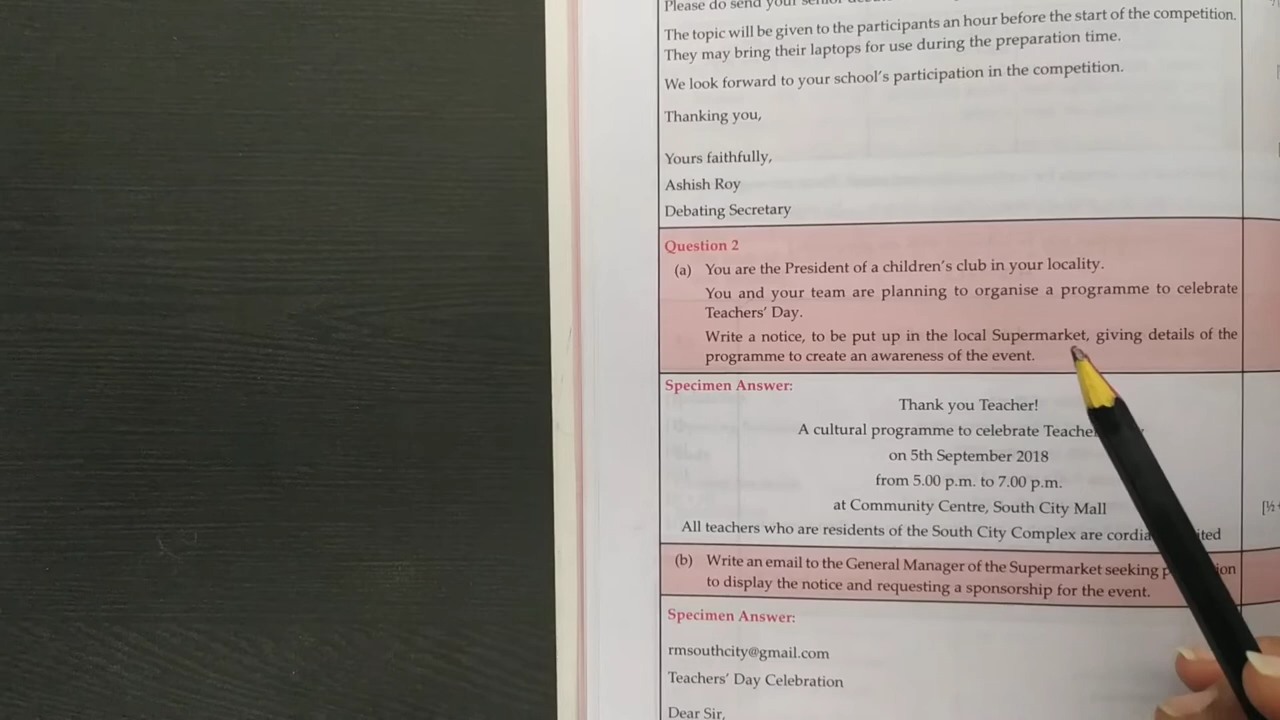 Please do send your senior
The topic will be given to the participants an hour before the start of the competition.
They may bring their laptops for use during the preparation time.
We look forward to your school's participation in the competition.
Thanking you,
Yours faithfully,
Ashish Roy
Debating Secretary
Question 2
(a) You are the President of a children's club in your locality.
You and your team are planning to organise a programme to celebrate
Teachers' Day.
Write a notice, to be put up in the local Supermarket, giving details of the
programme to create an awareness of the event.
Specimen Answer:
Thank you Teacher!
A cultural programme to celebrate
on 5th September 2018
from 5.00 p.m. to 7.00 p.m.
at Community Centre, South City Mall
[½
All teachers who are residents of the South City Complex are
(b) Write an email to the General Manager of the Supermarket seeking
to display the notice and requesting a sponsorship for the event.
Specimen Answer:
rmsouthcity@gmail.com
Teachers' Day Celebration
Dear Sir,